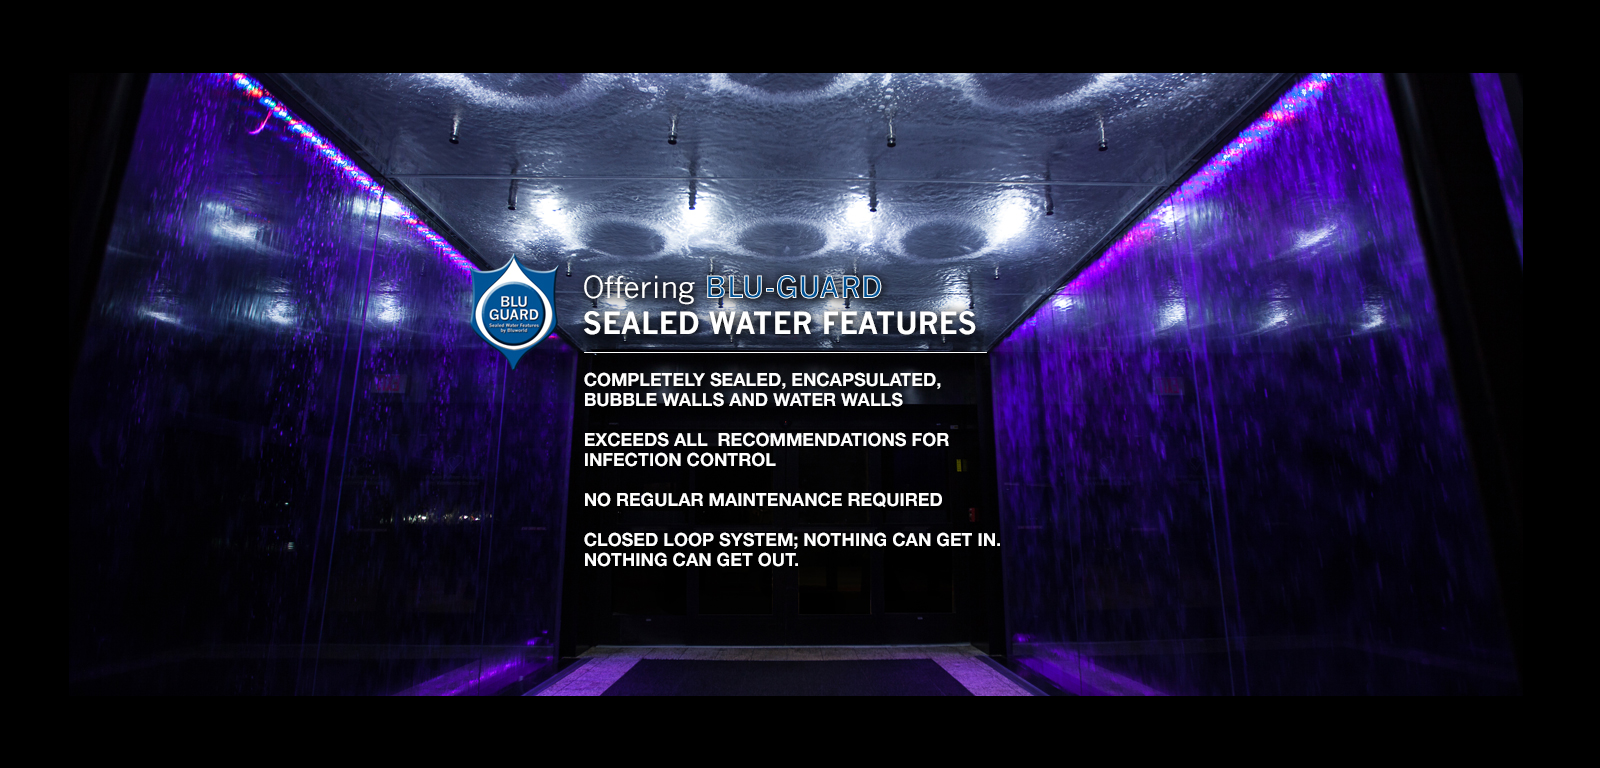 BLU
GUARD
Sealed Water Features
by Bluworld
Offering BLU-GUARD
SEALED WATER FEATURES
COMPLETELY SEALED, ENCAPSULATED,
BUBBLE WALLS AND WATER WALLS
EXCEEDS ALL  RECOMMENDATIONS FOR
INFECTION CONTROL
NO REGULAR MAINTENANCE REQUIRED
CLOSED LOOP SYSTEM; NOTHING CAN GET IN.
NOTHING CAN GET OUT.